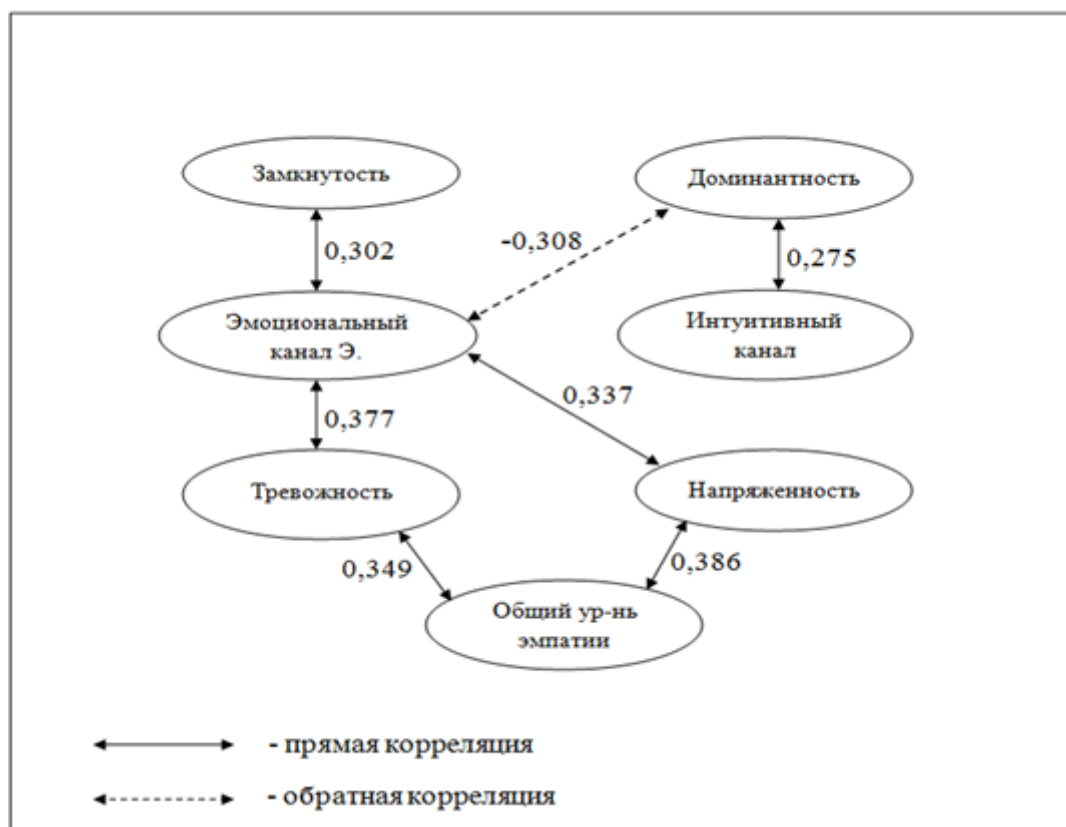 Замкнутость
Доминантность
-0,308
0,302
0,275
Эмоциональный
канал Э.
Интуитивный
канал
0,337
0,377
Тревожность
Напряженность
0,349
0,386
Общий ур-нь
эмпатии
- прямая корреляция
- обратная корреляция